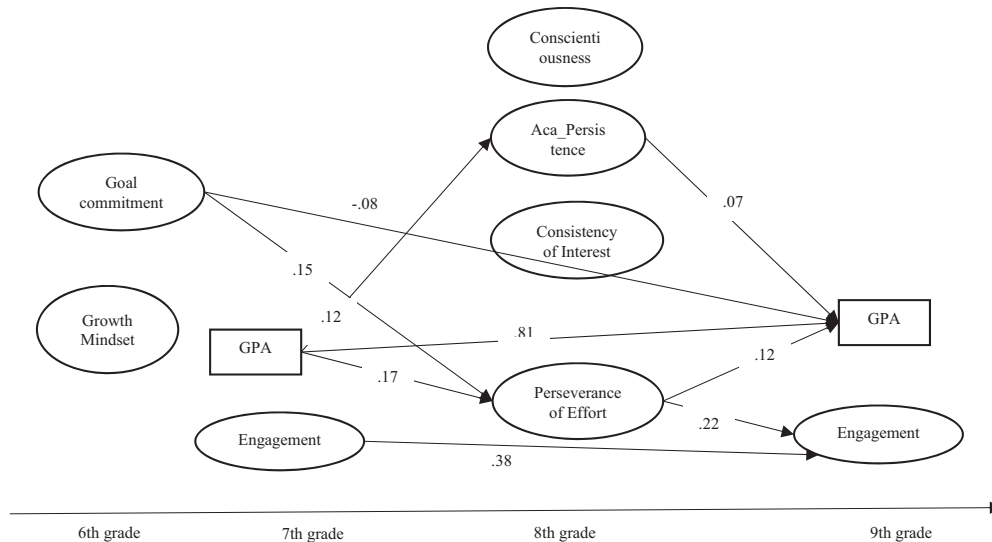 Conscienti
ousness
Aca_Persis
tence
Goal
commitment
-.08
.07
Consistency
of Interest
.15
.12
Growth
Mindset
GPA
.81
GPA
.17
.12
Perseverance
of Effort
.22
Engagement
Engagement
.38
6th grade
7th grade
8th grade
9th grade